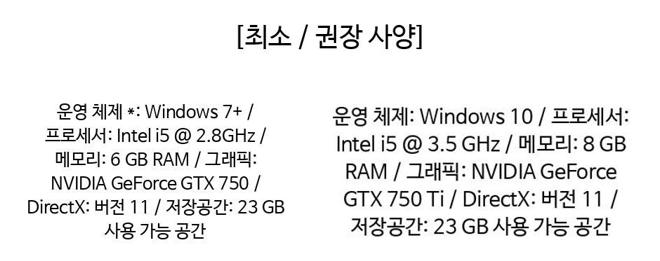 [최소 / 권장 사양]
운영 체제 *: Windows 7+ /
프로세서: Intel i5 @ 2.8GHz /
메모리: 6 GB RAM / 그래픽:
NVIDIA GeForce GTX 750 /
DirectX: 버전 11 / 저장공간: 23 GB
사용 가능 공간
운영 체제: Windows 10 / 프로세서:
Intel i5 @ 3.5 GHz / 메모리: 8 GB
RAM / 그래픽: NVIDIA GeForce
GTX 750 Ti / DirectX: 버전 11 /
저장공간: 23 GB 사용 가능 공간